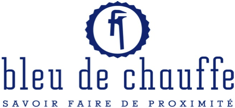 bleu de chauffe
SAVOIR FAIRE DE PROXIMITÉ